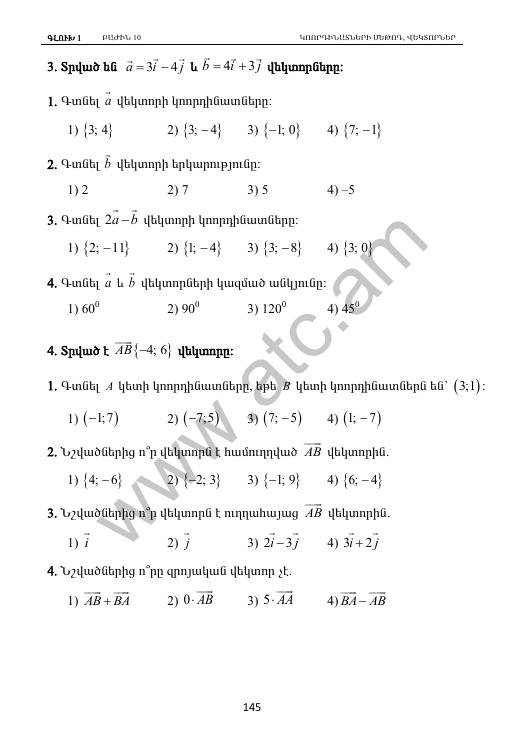 ԳԼՈՒԽ 1 ԲԱԺԻՆ 10 ԿՈՈՐԴԻՆԱՏՆԵՐԻ ՄԵԹՈԴ, ՎԵԿՏՈՐՆԵՐ
3. Տրված են a⃗ = 3i⃗ − 4j⃗ և b⃗ = 4i⃗ + 3j⃗ վեկտորները:
1. Գտնել a⃗ վեկտորի կոորդինատները:
1) {3; 4} 2) {3; −4} 3) {−1; 0} 4) {7; −1}
2. Գտնել b⃗ վեկտորի երկարությունը:
1) 2 2) 7 3) 5 4) –5
3. Գտնել 2a⃗ − b⃗ վեկտորի կոորդինատները:
1) {2; −11} 2) {1; −4} 3) {3; −8} 4) {3; 0}
4. Գտնել a⃗ և b⃗ վեկտորների կազմած անկյունը:
1) 60⁰ 2) 90⁰ 3) 120⁰ 4) 45⁰
4. Տրված է AB⃗ {−4; 6} վեկտորը:
1. Գտնել A կետի կոորդինատները, եթե B կետի կոորդինատներն են՝ (3;1):
1) (−1;7) 2) (−7;5) 3) (7; −5) 4) (1; −7)
2. Նշվածներից ո՞ր վեկտորն է համուղղված AB⃗ վեկտորին.
1) {4; −6} 2) {−2; 3} 3) {−1; 9} 4) {6; −4}
3. Նշվածներից ո՞ր վեկտորն է ուղղահայաց AB⃗ վեկտորին.
1) i⃗ 2) j⃗ 3) 2i⃗ − 3j⃗ 4) 3i⃗ + 2j⃗
4. Նշվածներից ո՞րը զրոյական վեկտոր չէ.
1) AB⃗ + BA⃗ 2) 0 · AB⃗ 3) 5 · AA⃗ 4) BA⃗ − AB⃗
www.atc.am
145